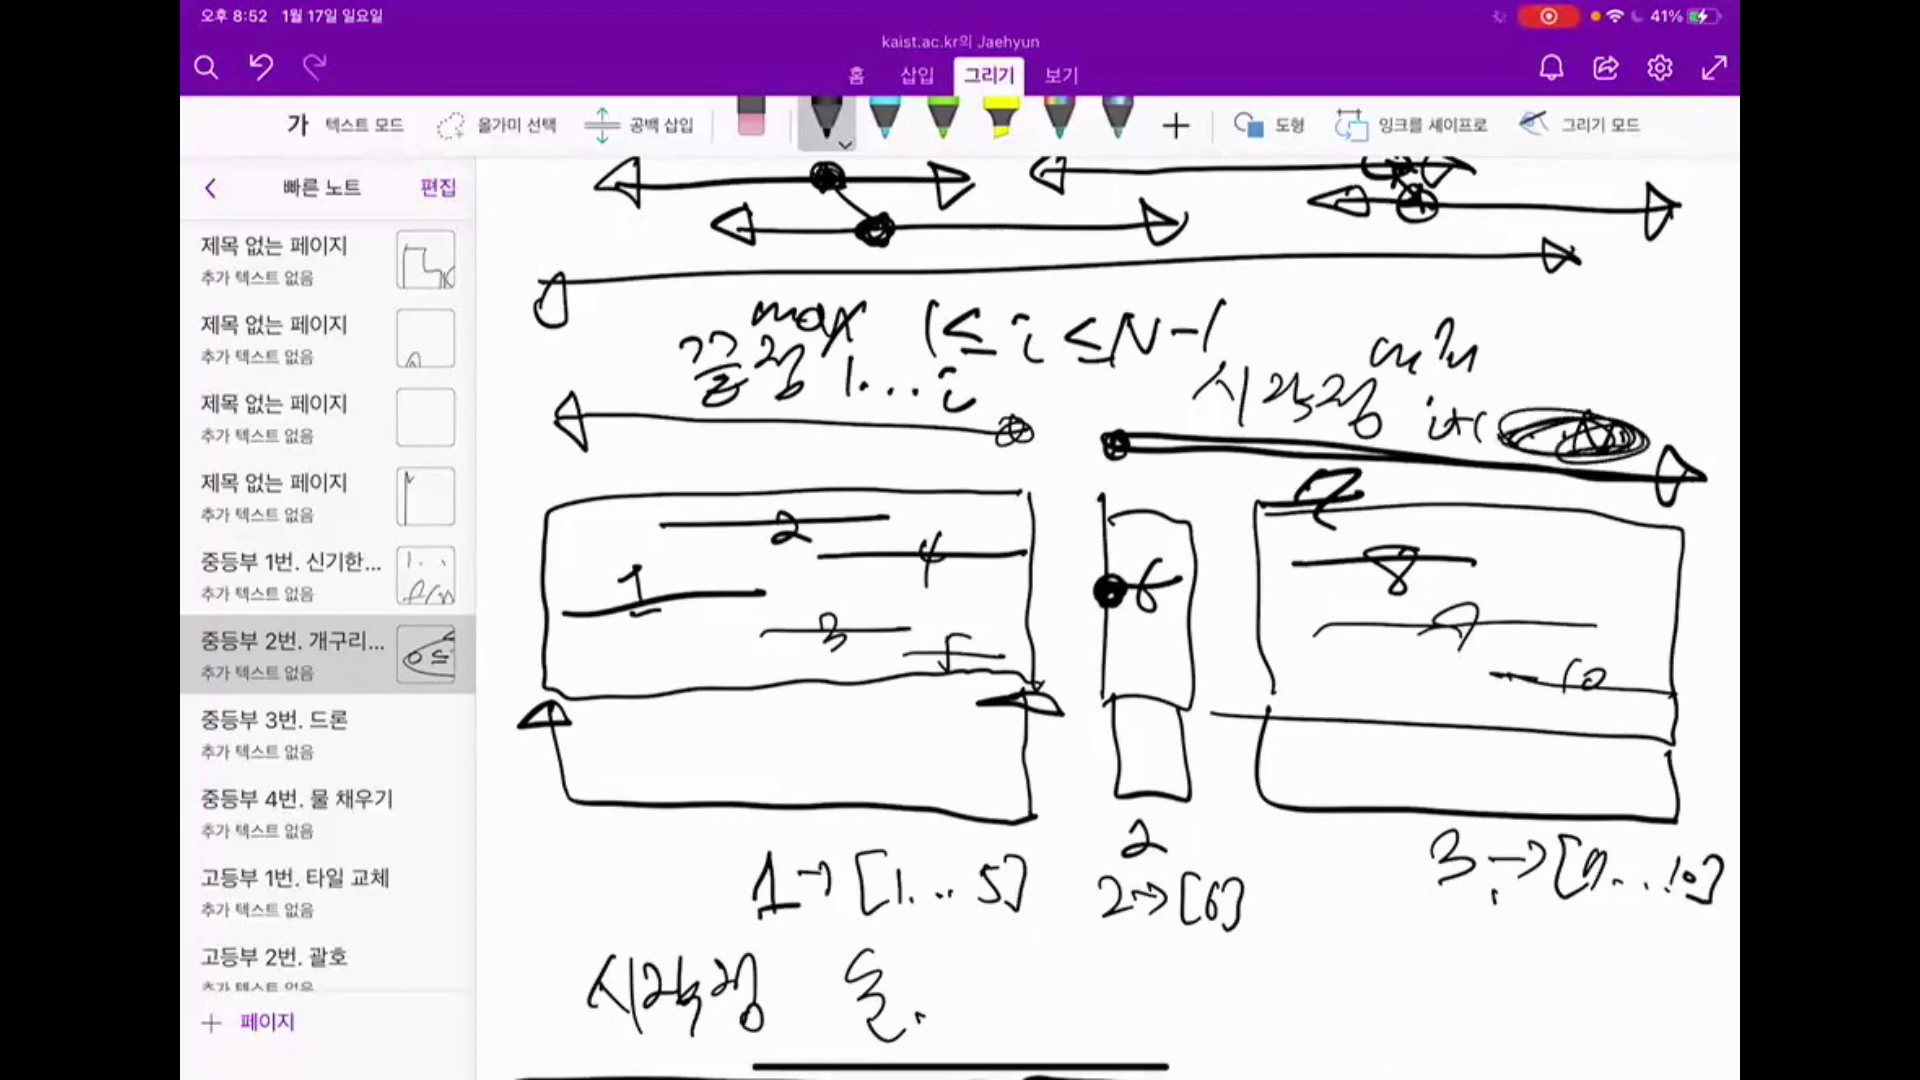 오후 8:52 1월 17일 일요일
41%
kaist.ac.kr의 Jaehyun
홈 삽입 그리기 보기
가 텍스트 모드 올가미 선택 공백 삽입 도형 잉크를 셰이프로 그리기 모드
빠른 노트 편집
제목 없는 페이지
추가 텍스트 없음
제목 없는 페이지
추가 텍스트 없음
제목 없는 페이지
추가 텍스트 없음
제목 없는 페이지
추가 텍스트 없음
중등부 1번. 신기한...
추가 텍스트 없음
중등부 2번. 개구리...
추가 텍스트 없음
중등부 3번. 드론
추가 텍스트 없음
중등부 4번. 물 채우기
추가 텍스트 없음
고등부 1번. 타일 교체
추가 텍스트 없음
고등부 2번. 괄호
추가 텍스트 없음
페이지
max 1 ≤ i ≤ N-1
끝점 1...i
min
시작점 i+1
2
4
1
3
5
6
7
8
9
10
2
1→[1...5]
2→[6]
3→[7...10]
시작점 순.